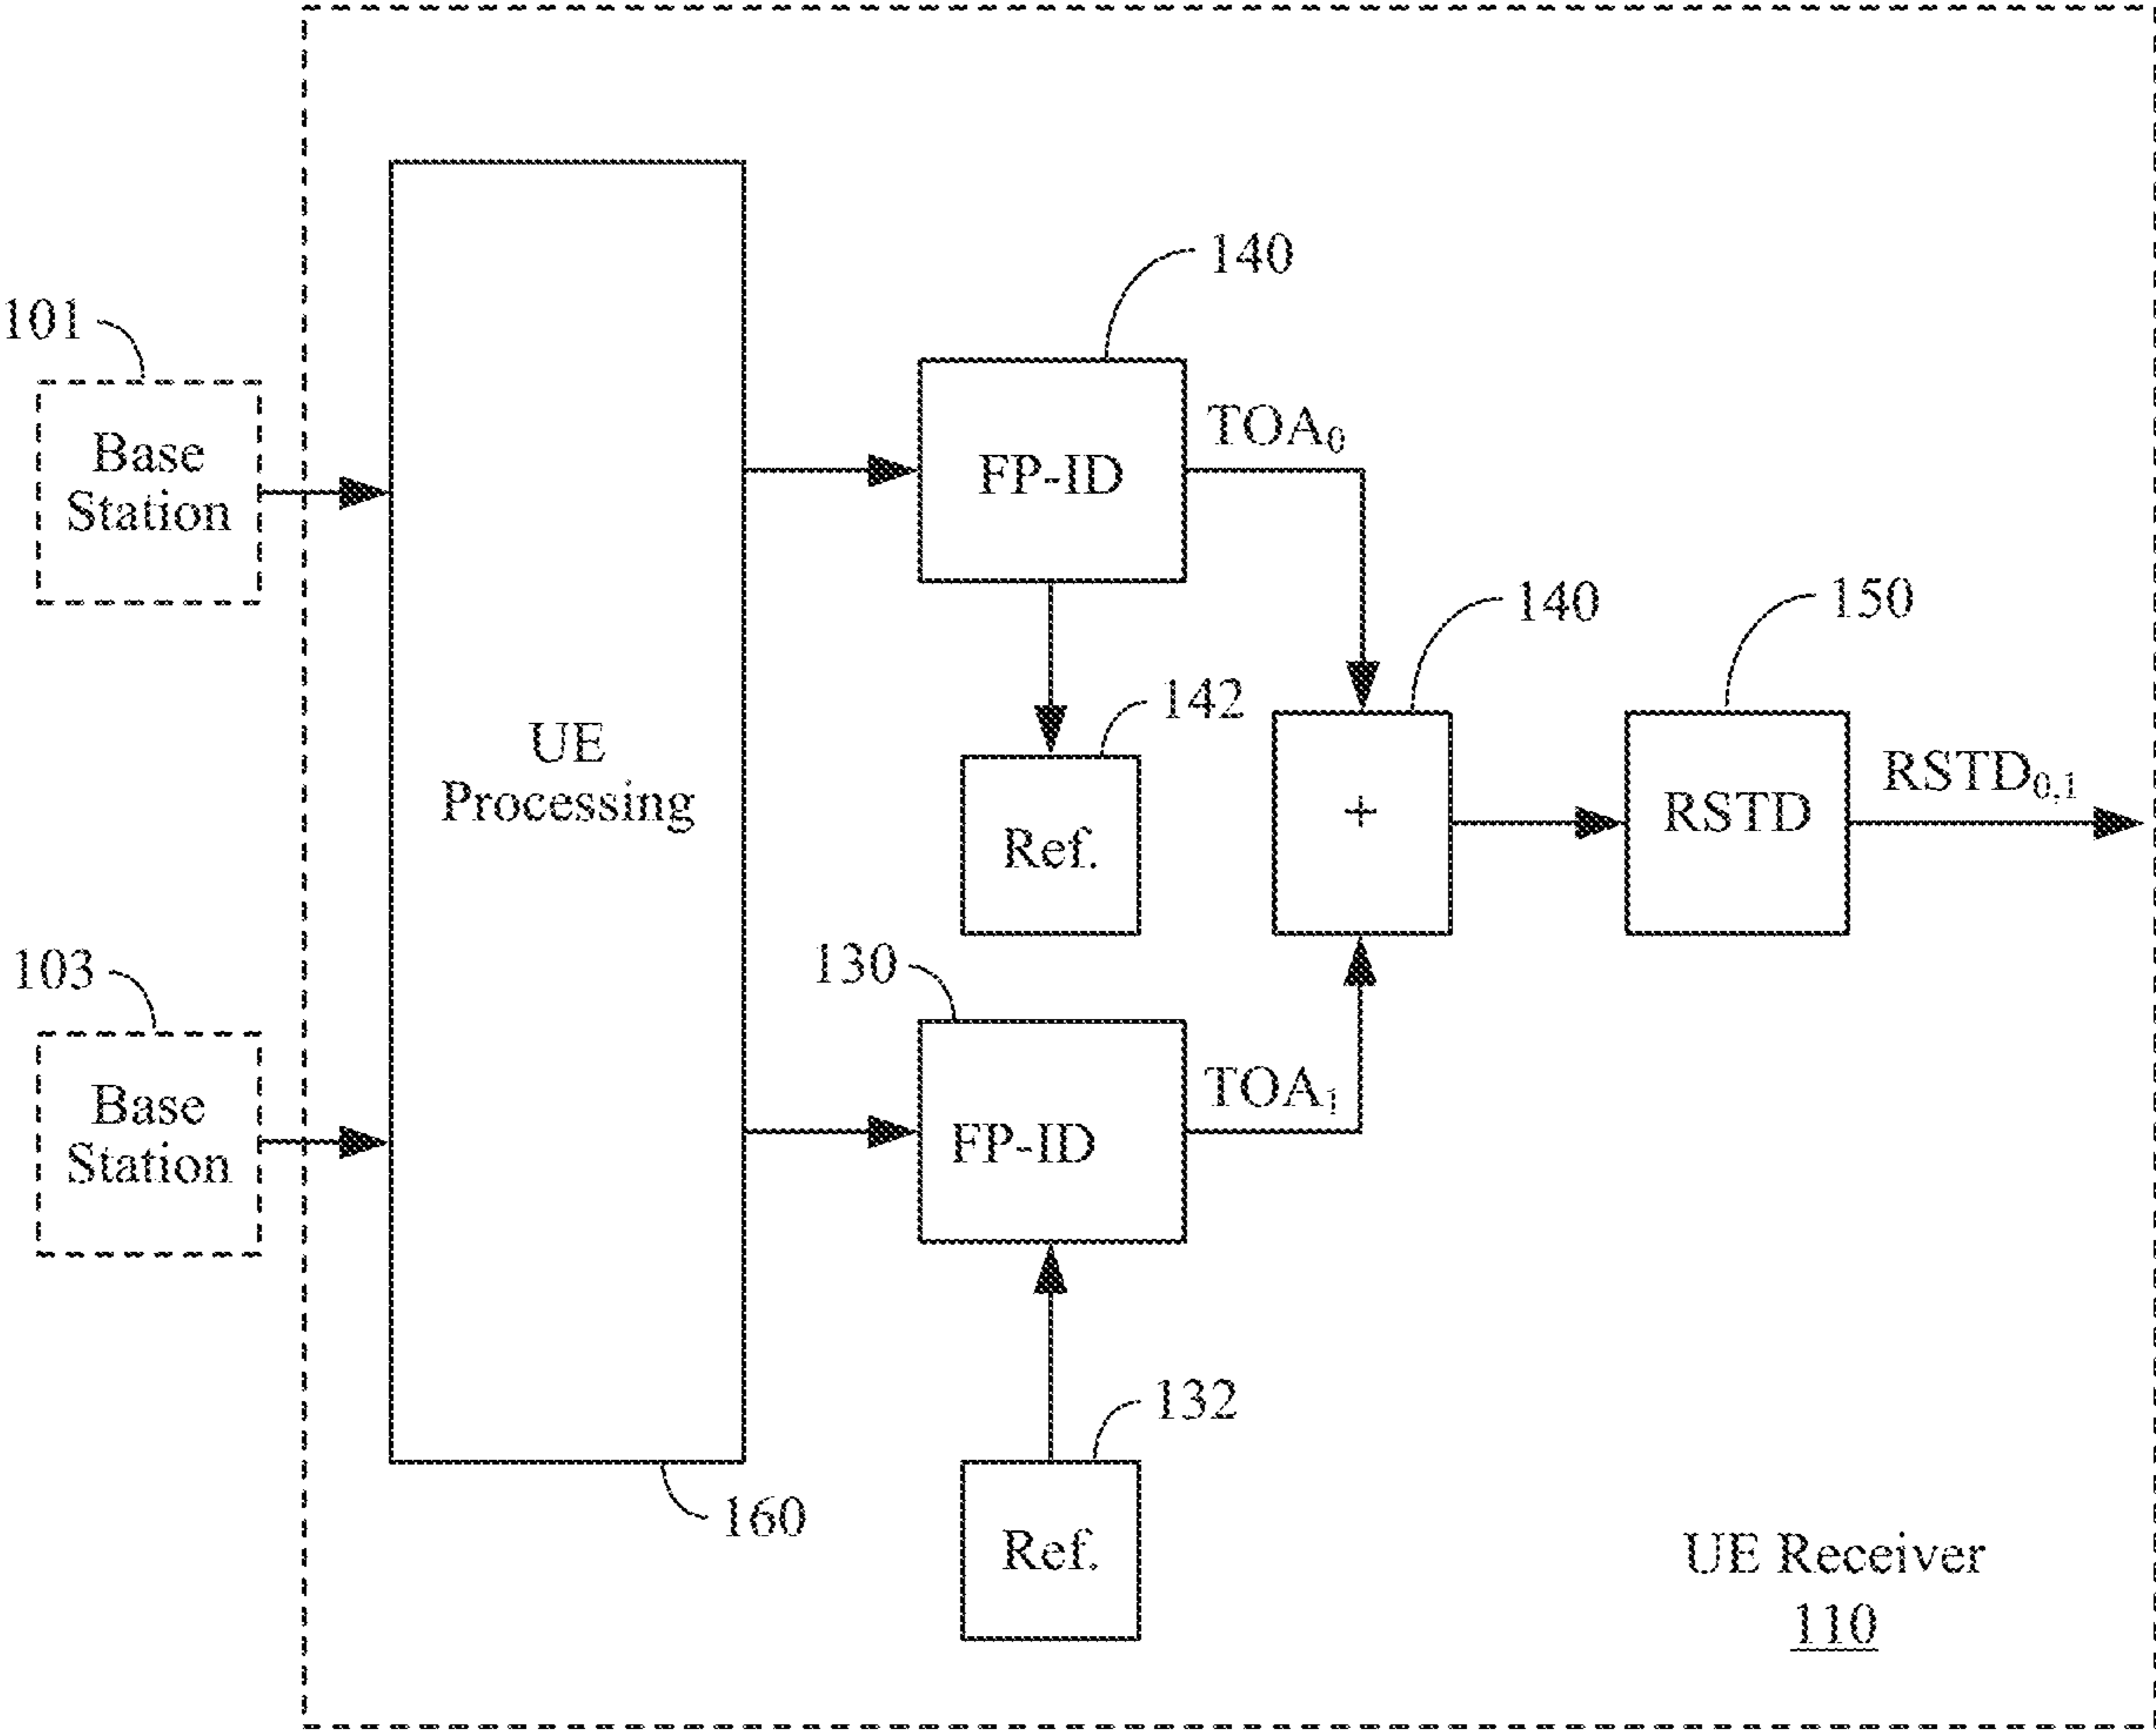 140
101
Base
Station
FP-ID
TOA0
140
150
142
UE
Processing
Ref.
+
RSTD
RSTD0,1
103
130
Base
Station
FP-ID
TOA1
132
160
Ref.
UE Receiver
110